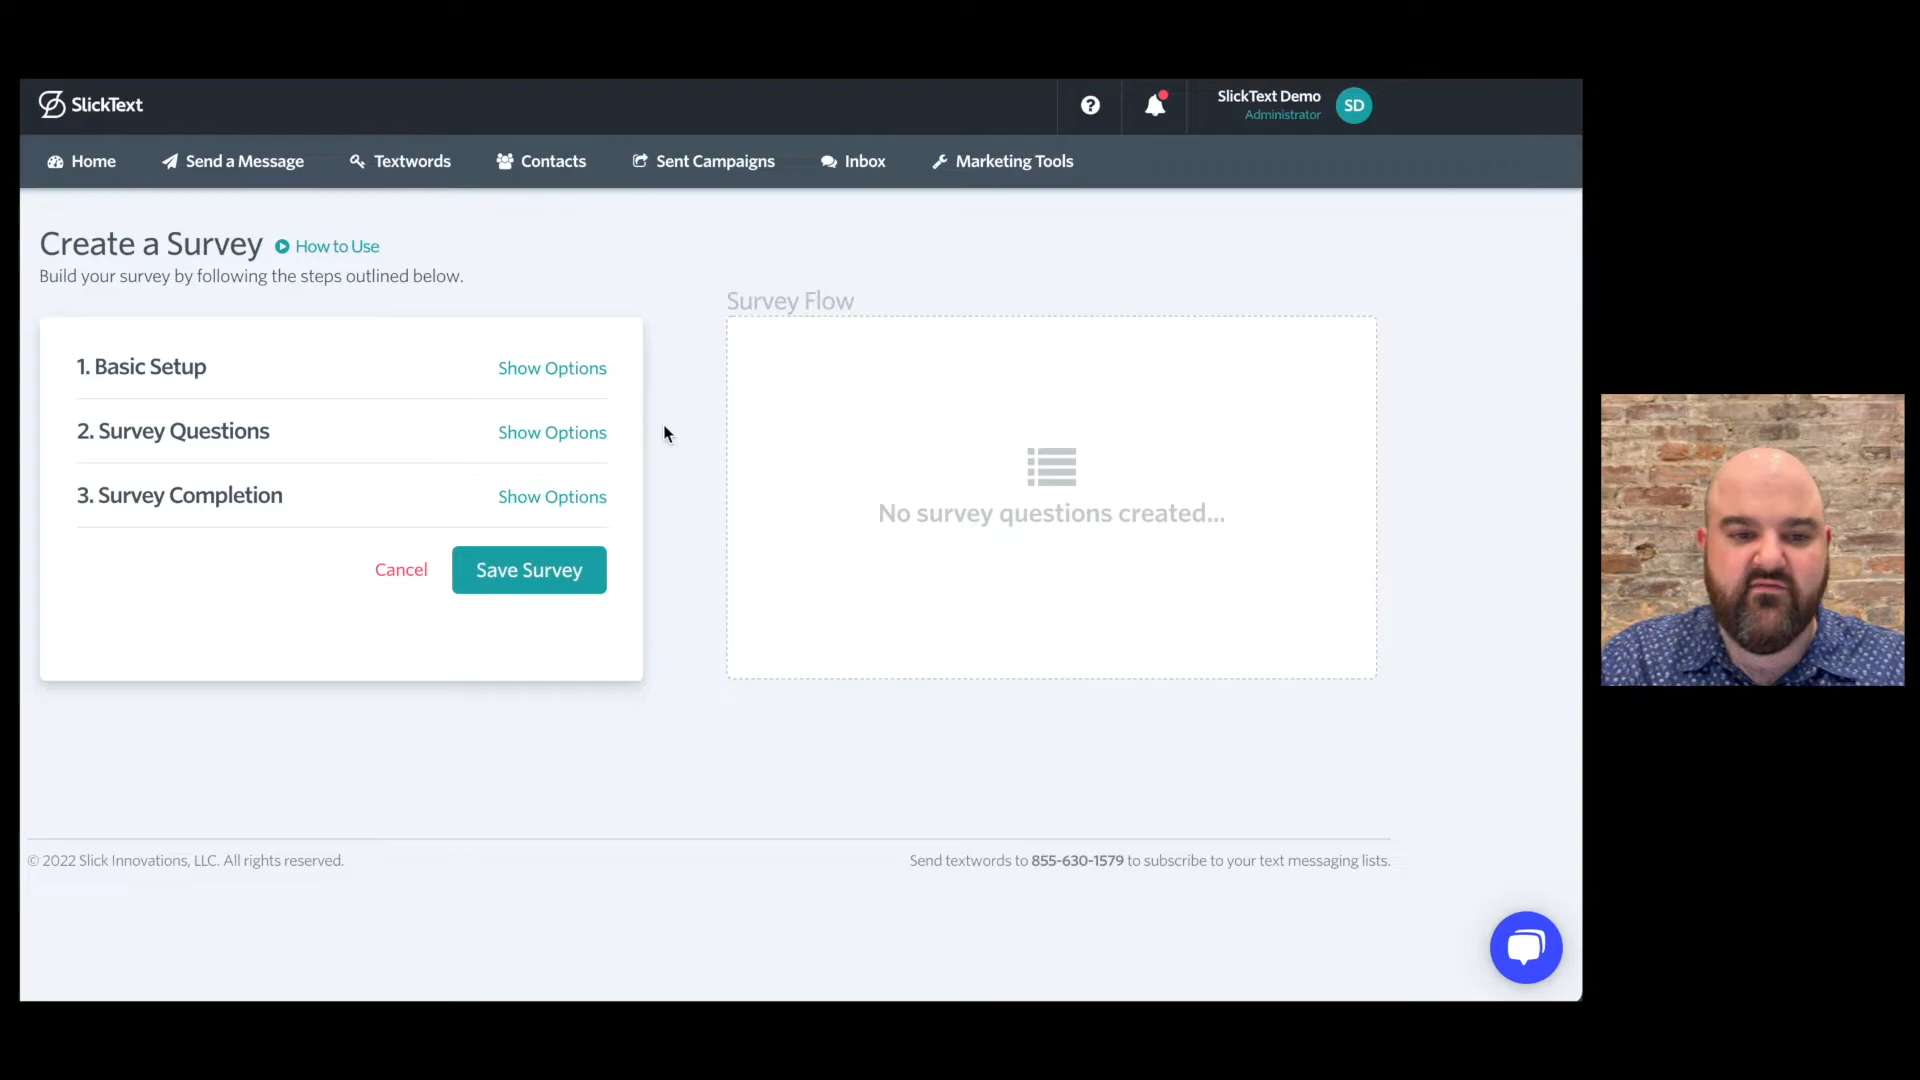 SlickText
SlickText Demo
Administrator
SD
Home
Send a Message
Textwords
Contacts
Sent Campaigns
Inbox
Marketing Tools
Create a Survey
How to Use
Build your survey by following the steps outlined below.
1. Basic Setup
Show Options
2. Survey Questions
Show Options
3. Survey Completion
Show Options
Cancel
Save Survey
Survey Flow
No survey questions created...
© 2022 Slick Innovations, LLC. All rights reserved.
Send textwords to 855-630-1579 to subscribe to your text messaging lists.